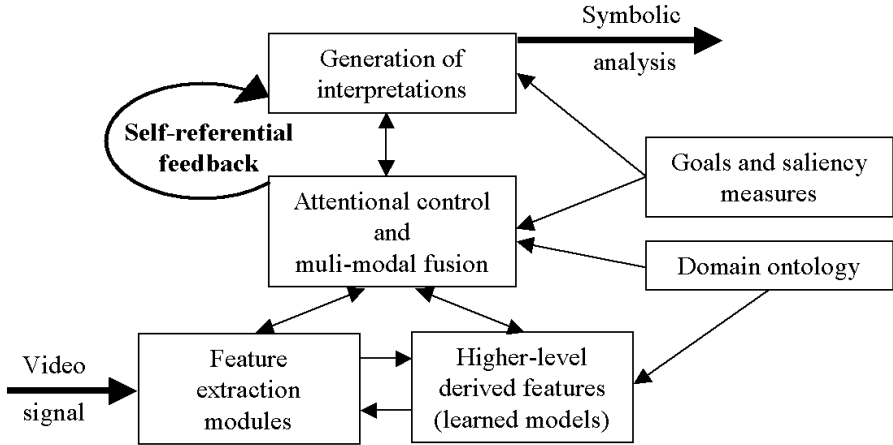 Symbolic
analysis
Generation of
interpretations
Self-referential
feedback
Goals and saliency
measures
Attentional control
and
muli-modal fusion
Domain ontology
Video
signal
Feature
extraction
modules
Higher-level
derived features
(learned models)